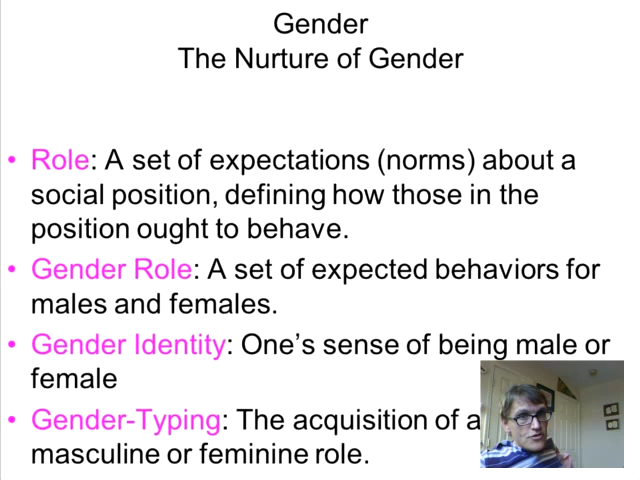 Gender
The Nurture of Gender
• Role: A set of expectations (norms) about a
social position, defining how those in the
position ought to behave.
• Gender Role: A set of expected behaviors for
males and females.
• Gender Identity: One’s sense of being male or
female
• Gender-Typing: The acquisition of a
masculine or feminine role.